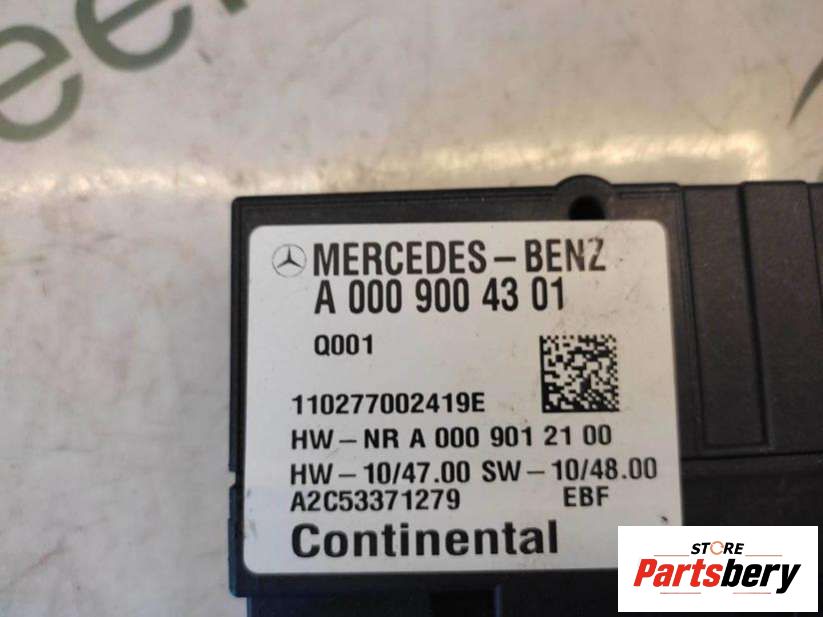 MERCEDES-BENZ
A 000 900 43 01
Q001
110277002419E
HW-NR A 000 901 21 00
HW-10/47.00 SW-10/48.00
A2C53371279 EBF
Continental
STORE
Partsbery